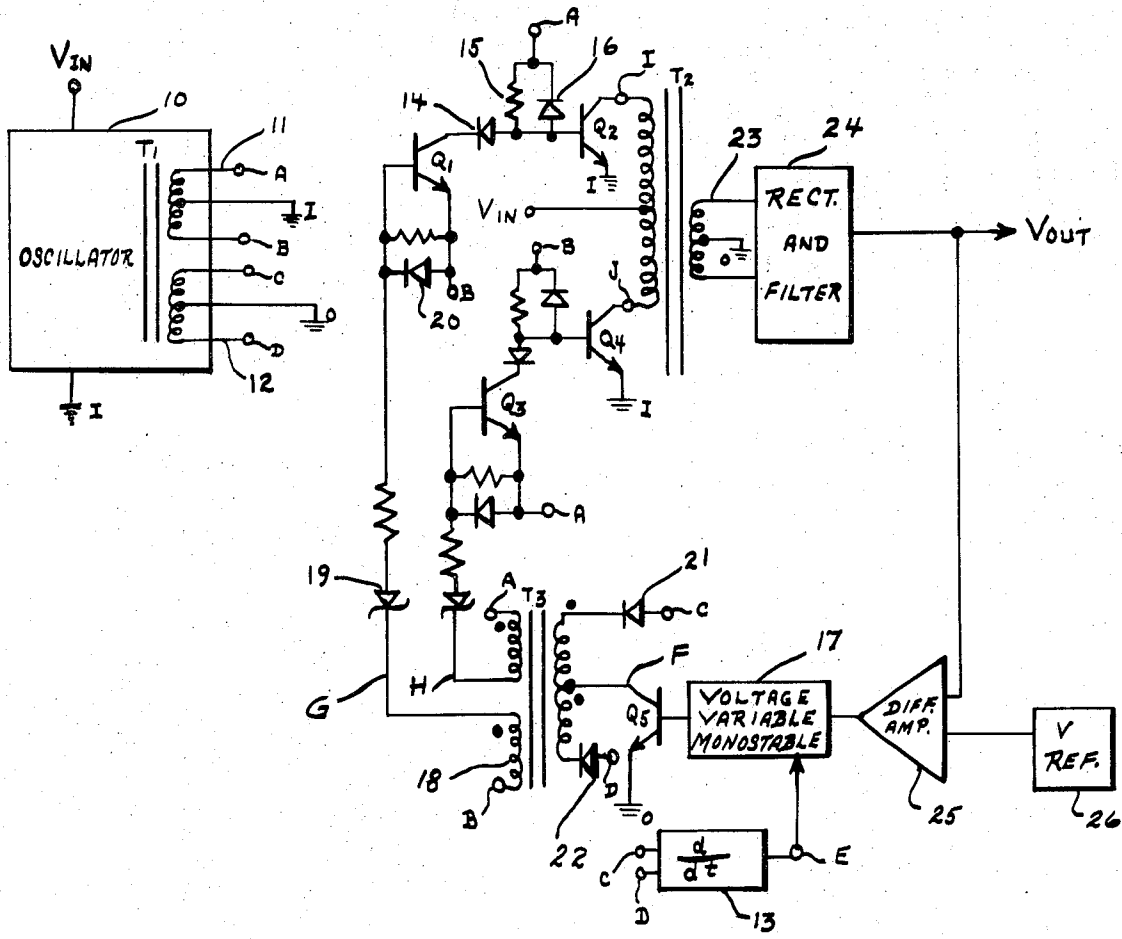 VIN
10
T1
11
A
I
B
OSCILLATOR
C
O
D
12
I
A
15
16
I
T2
14
Q1
Q2
I
VIN
23
24
RECT.
AND
FILTER
O
VOUT
B
20
B
J
Q4
I
Q3
A
19
A
T3
21
C
G
H
F
17
VOLTAGE
VARIABLE
MONOSTABLE
Q5
DIFF.
AMP.
V
REF.
18
B
D
22
O
25
26
C
D
d
dt
E
13